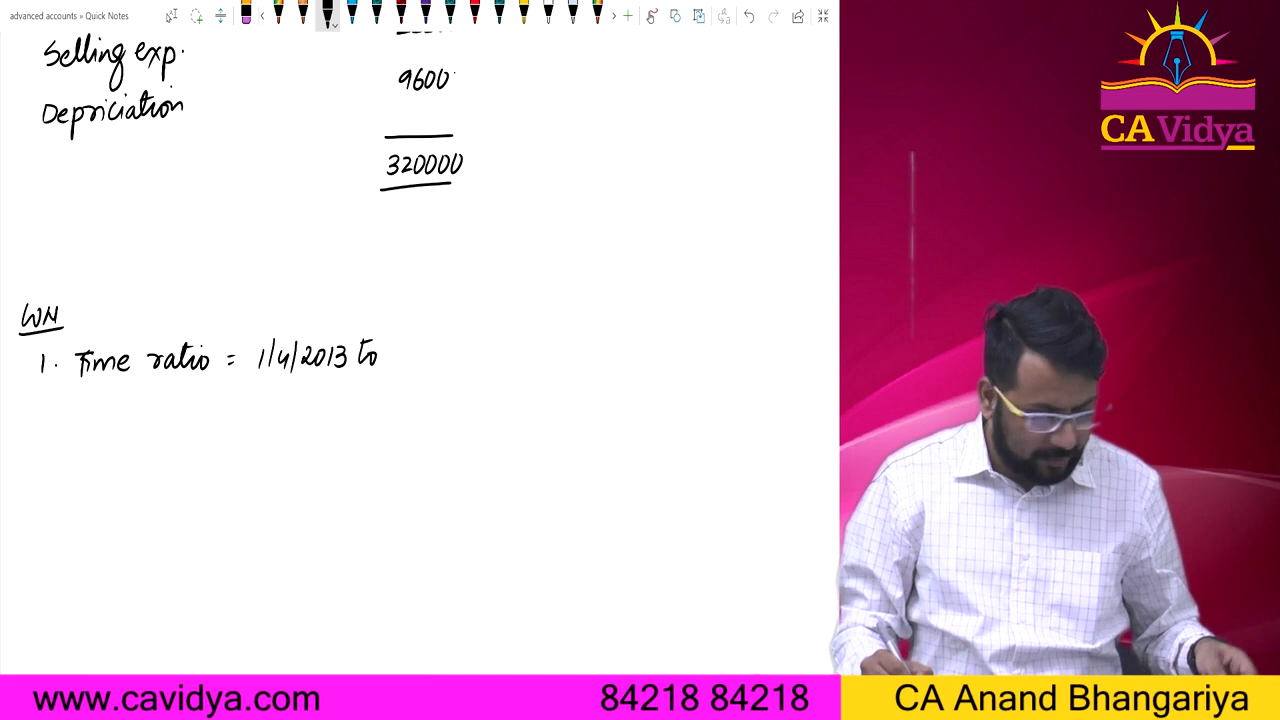 advanced accounts » Quick Notes
Selling exp.
9600
Depriciation
320000
WN
1. Time ratio = 1/4/2013 to
CA Vidya
www.cavidya.com
84218 84218
CA Anand Bhangariya